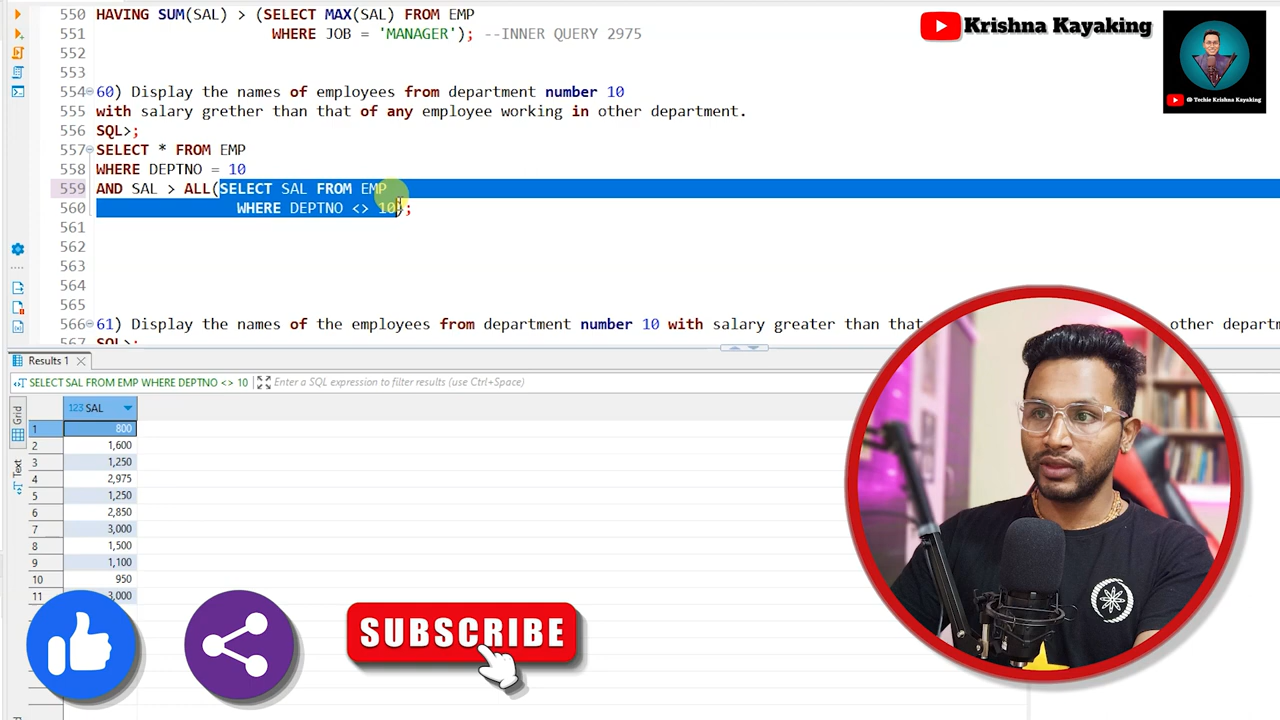 550 HAVING SUM(SAL) > (SELECT MAX(SAL) FROM EMP
551 WHERE JOB = 'MANAGER'); --INNER QUERY 2975
552
553
554 60) Display the names of employees from department number 10
555 with salary grether than that of any employee working in other department.
556 SQL>;
557 SELECT * FROM EMP
558 WHERE DEPTNO = 10
559 AND SAL > ALL(SELECT SAL FROM EMP
560 WHERE DEPTNO <> 10);
561
562
563
564
565
566 61) Display the names of the employees from department number 10 with salary greater than that other departm
567 SQL>;
Krishna Kayaking
@ Techie Krishna Kayaking
Results 1
SELECT SAL FROM EMP WHERE DEPTNO <> 10 Enter a SQL expression to filter results (use Ctrl+Space)
Grid
Text
123 SAL
1 800
2 1,600
3 1,250
4 2,975
5 1,250
6 2,850
7 3,000
8 1,500
9 1,100
10 950
11 3,000
SUBSCRIBE